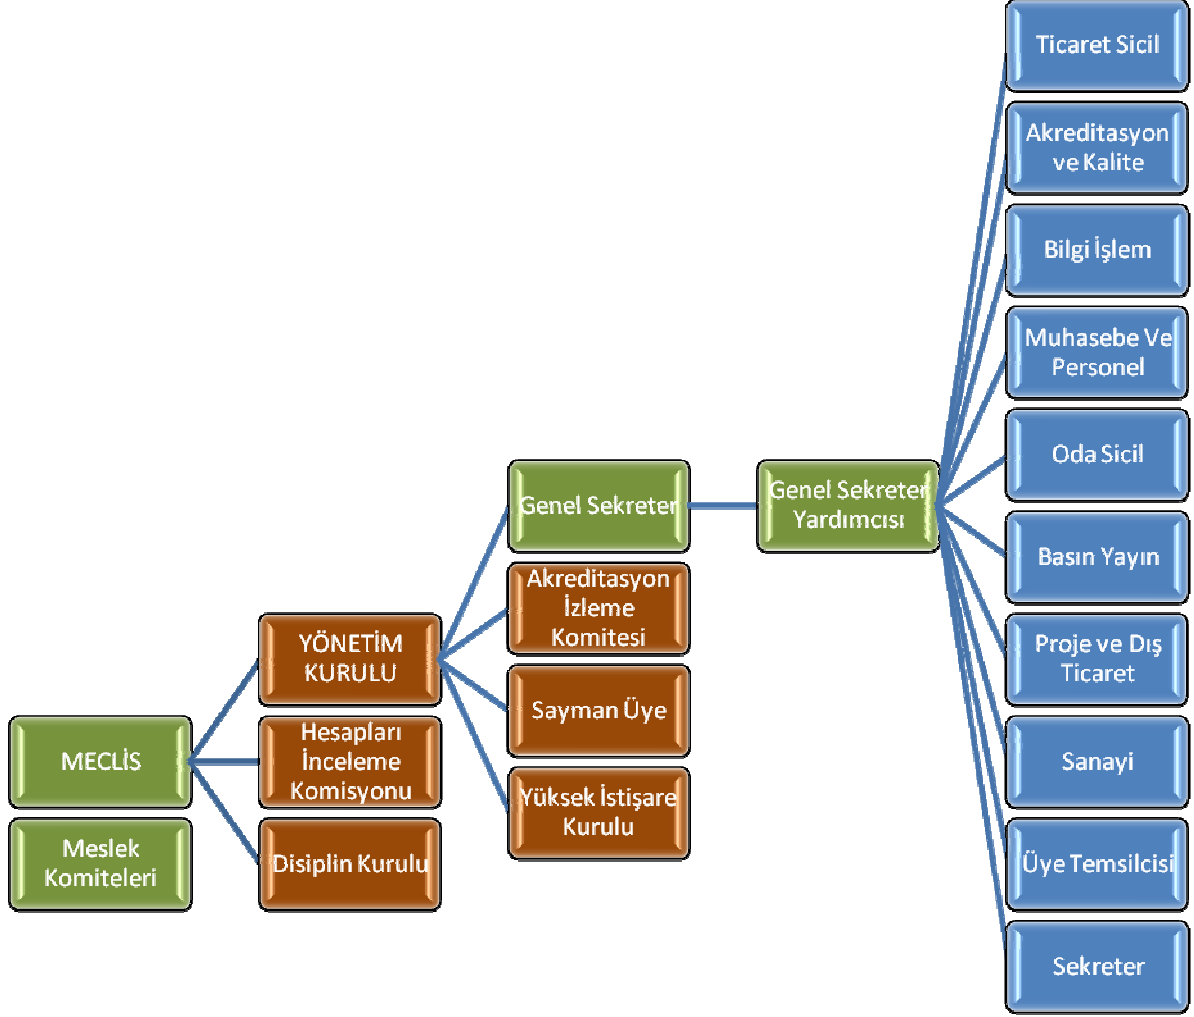 MECLİS
Meslek
Komiteleri
YÖNETİM
KURULU
Hesapları
İnceleme
Komisyonu
Disiplin Kurulu
Genel Sekreter
Akreditasyon
İzleme
Komitesi
Sayman Üye
Yüksek İstişare
Kurulu
Genel Sekreter
Yardımcısı
Ticaret Sicil
Akreditasyon
ve Kalite
Bilgi İşlem
Muhasebe Ve
Personel
Oda Sicil
Basın Yayın
Proje ve Dış
Ticaret
Sanayi
Üye Temsilcisi
Sekreter